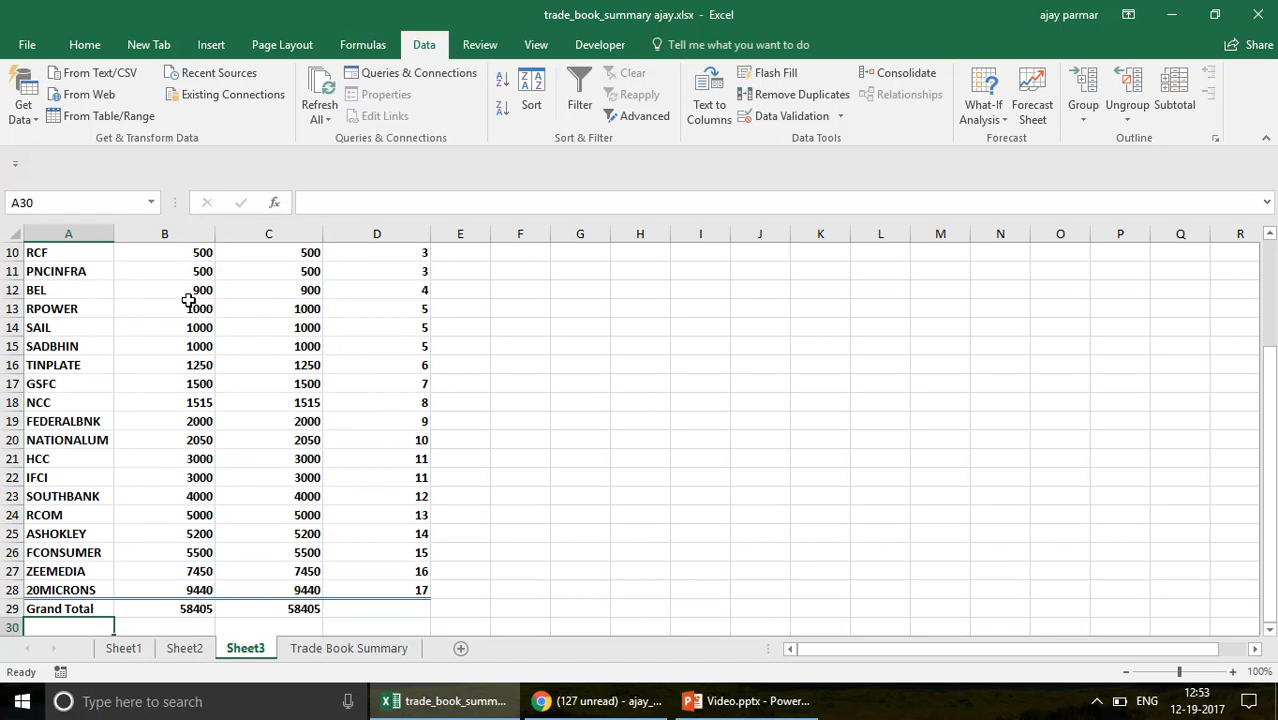 trade_book_summary ajay.xlsx - Excel
ajay parmar
File Home New Tab Insert Page Layout Formulas Data Review View Developer Tell me what you want to do Share
Get Data
From Text/CSV
From Web
From Table/Range
Recent Sources
Existing Connections
Get & Transform Data
Refresh All
Queries & Connections
Properties
Edit Links
Queries & Connections
Sort
Filter
Clear
Reapply
Advanced
Sort & Filter
Text to Columns
Flash Fill
Remove Duplicates
Data Validation
Consolidate
Relationships
Data Tools
What-If Analysis
Forecast Sheet
Forecast
Group
Ungroup
Subtotal
Outline
A30
fx
A B C D E F G H I J K L M N O P Q R
10 RCF 500 500 3
11 PNCINFRA 500 500 3
12 BEL 900 900 4
13 RPOWER 1000 1000 5
14 SAIL 1000 1000 5
15 SADBHIN 1000 1000 5
16 TINPLATE 1250 1250 6
17 GSFC 1500 1500 7
18 NCC 1515 1515 8
19 FEDERALBNK 2000 2000 9
20 NATIONALUM 2050 2050 10
21 HCC 3000 3000 11
22 IFCI 3000 3000 11
23 SOUTHBANK 4000 4000 12
24 RCOM 5000 5000 13
25 ASHOKLEY 5200 5200 14
26 FCONSUMER 5500 5500 15
27 ZEEMEDIA 7450 7450 16
28 20MICRONS 9440 9440 17
29 Grand Total 58405 58405
30
Sheet1 Sheet2 Sheet3 Trade Book Summary
Ready 100%
Type here to search
trade_book_summ...
(127 unread) - ajay_...
Video.pptx - Power...
ENG
12:53
12-19-2017